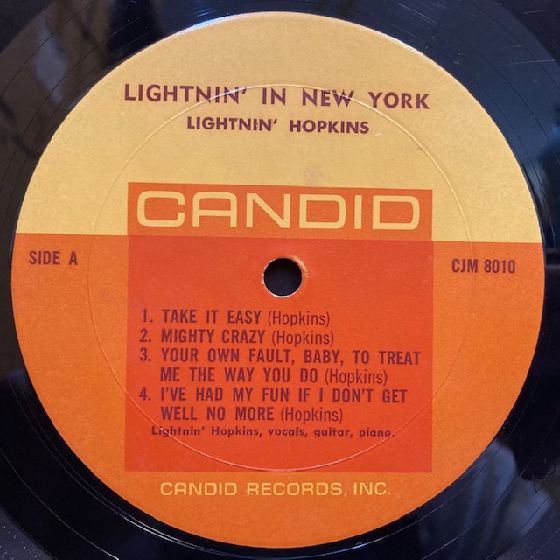 LIGHTNIN' IN NEW YORK
LIGHTNIN' HOPKINS
CANDID
SIDE A
CJM 8010
1. TAKE IT EASY (Hopkins)
2. MIGHTY CRAZY (Hopkins)
3. YOUR OWN FAULT, BABY, TO TREAT
ME THE WAY YOU DO (Hopkins)
4. I'VE HAD MY FUN IF I DON'T GET
WELL NO MORE (Hopkins)
Lightnin' Hopkins, vocals, guitar, piano.
CANDID RECORDS, INC.